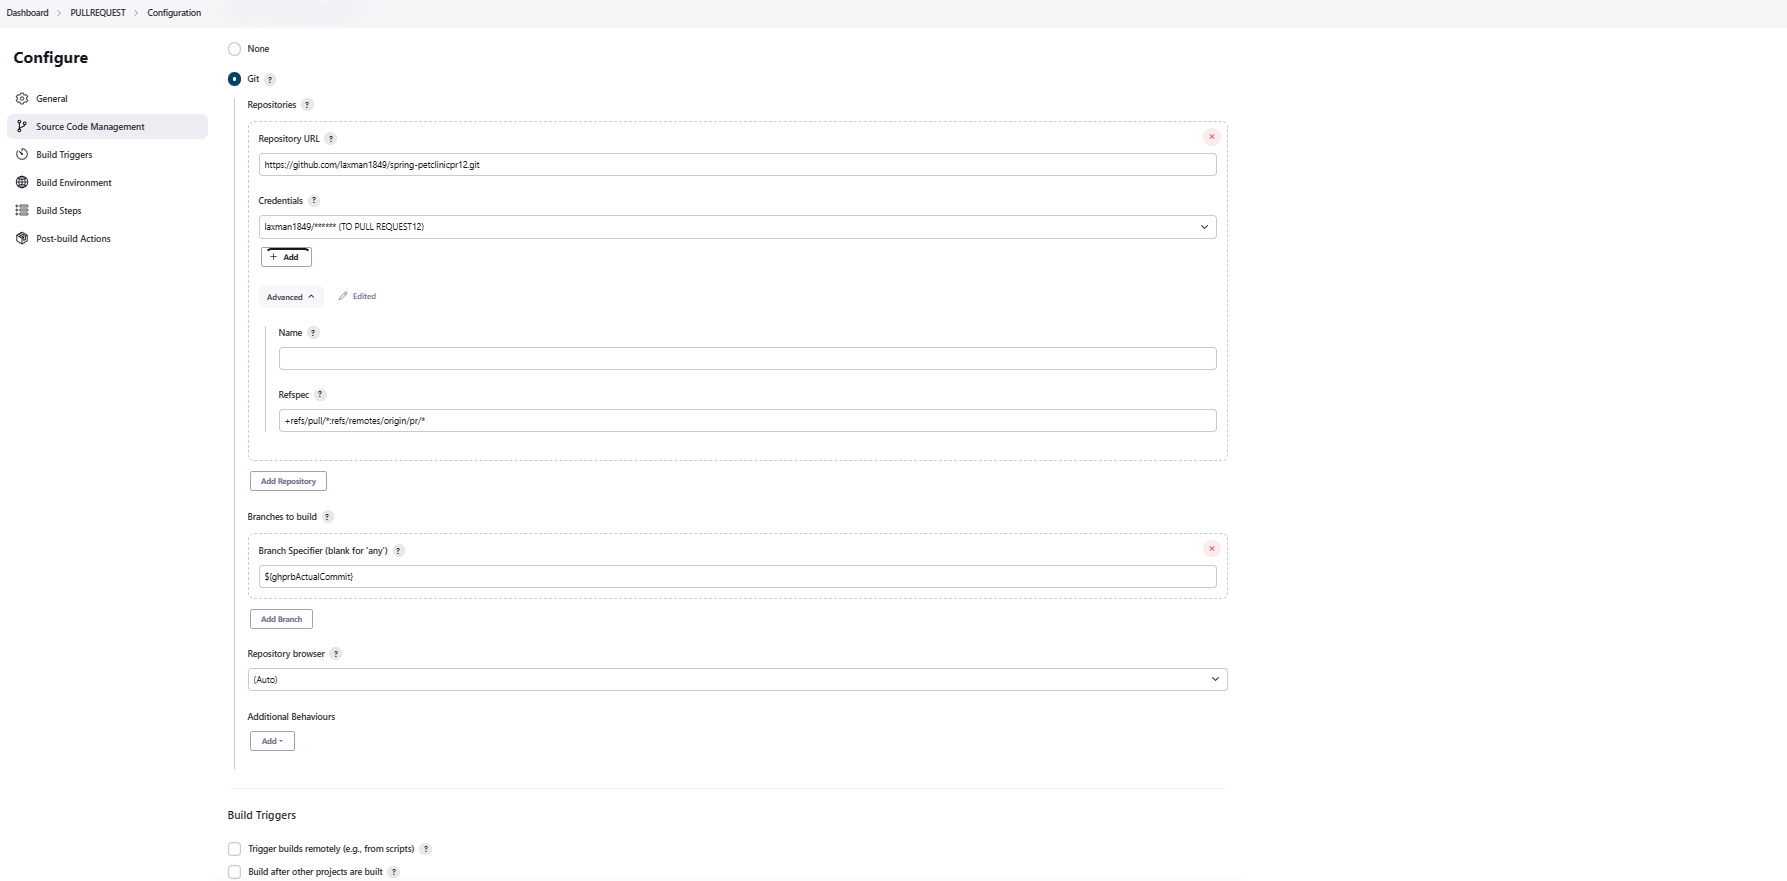 Dashboard > PULLREQUEST > Configuration
Configure
General
Source Code Management
Build Triggers
Build Environment
Build Steps
Post-build Actions
None
Git ?
Repositories ?
Repository URL ?
https://github.com/laxman1849/spring-petclinicpr12.git
Credentials ?
laxman1849/****** (TO PULL REQUEST12)
+ Add
Advanced
Edited
Name ?
Refspec ?
+refs/pull/*:refs/remotes/origin/pr/*
Add Repository
Branches to build ?
Branch Specifier (blank for 'any') ?
${ghprbActualCommit}
Add Branch
Repository browser ?
(Auto)
Additional Behaviours
Add
Build Triggers
Trigger builds remotely (e.g., from scripts) ?
Build after other projects are built ?